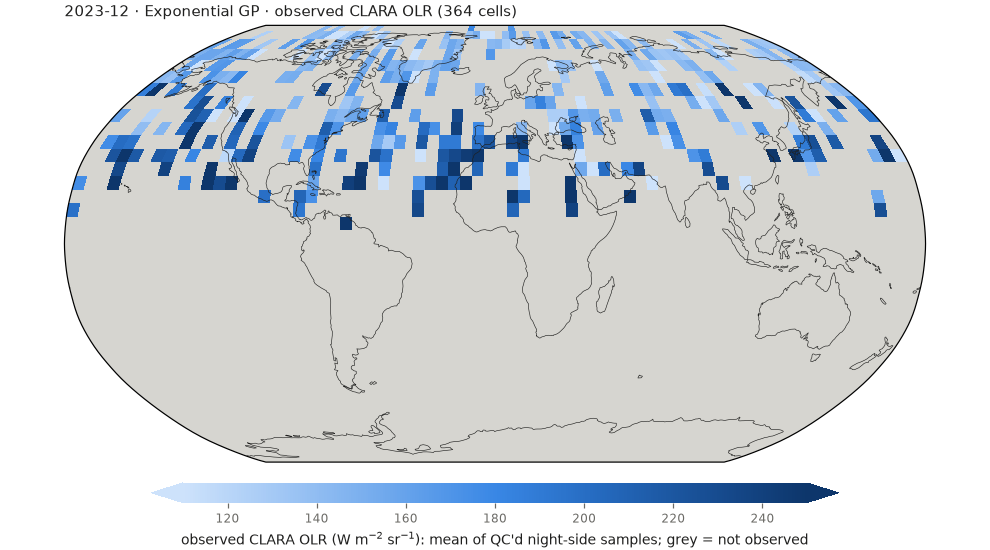 2023-12 · Exponential GP · observed CLARA OLR (364 cells)
120 140 160 180 200 220 240
observed CLARA OLR (W m⁻² sr⁻¹): mean of QC'd night-side samples; grey = not observed